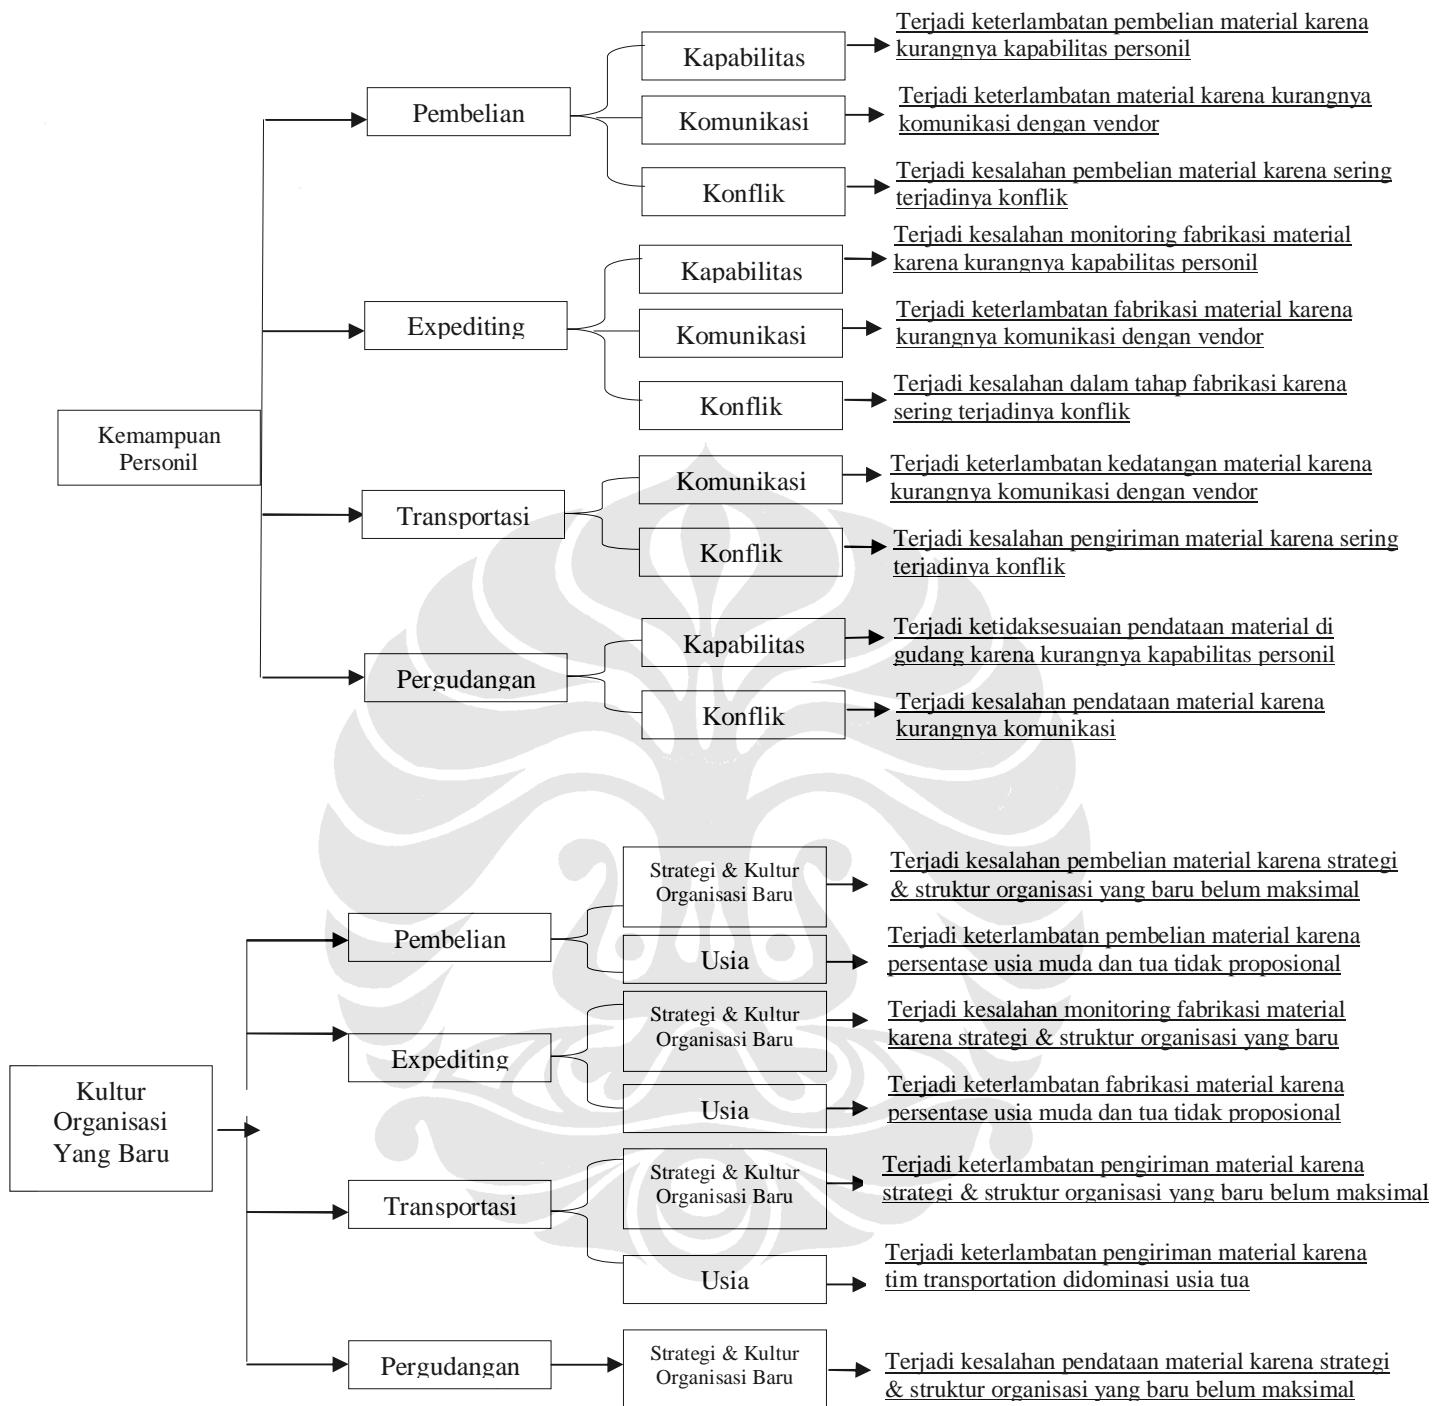 Kemampuan
Personil
Pembelian
Kapabilitas
Terjadi keterlambatan pembelian material karena
kurangnya kapabilitas personil
Komunikasi
Terjadi keterlambatan material karena kurangnya
komunikasi dengan vendor
Konflik
Terjadi kesalahan pembelian material karena sering
terjadinya konflik
Expediting
Kapabilitas
Terjadi kesalahan monitoring fabrikasi material
karena kurangnya kapabilitas personil
Komunikasi
Terjadi keterlambatan fabrikasi material karena
kurangnya komunikasi dengan vendor
Konflik
Terjadi kesalahan dalam tahap fabrikasi karena
sering terjadinya konflik
Transportasi
Komunikasi
Terjadi keterlambatan kedatangan material karena
kurangnya komunikasi dengan vendor
Konflik
Terjadi kesalahan pengiriman material karena sering
terjadinya konflik
Pergudangan
Kapabilitas
Terjadi ketidaksesuaian pendataan material di
gudang karena kurangnya kapabilitas personil
Konflik
Terjadi kesalahan pendataan material karena
kurangnya komunikasi
Kultur
Organisasi
Yang Baru
Pembelian
Strategi & Kultur
Organisasi Baru
Terjadi kesalahan pembelian material karena strategi
& struktur organisasi yang baru belum maksimal
Usia
Terjadi keterlambatan pembelian material karena
persentase usia muda dan tua tidak proposional
Expediting
Strategi & Kultur
Organisasi Baru
Terjadi kesalahan monitoring fabrikasi material
karena strategi & struktur organisasi yang baru
Usia
Terjadi keterlambatan fabrikasi material karena
persentase usia muda dan tua tidak proposional
Transportasi
Strategi & Kultur
Organisasi Baru
Terjadi keterlambatan pengiriman material karena
strategi & struktur organisasi yang baru belum maksimal
Usia
Terjadi keterlambatan pengiriman material karena
tim transportation didominasi usia tua
Pergudangan
Strategi & Kultur
Organisasi Baru
Terjadi kesalahan pendataan material karena strategi
& struktur organisasi yang baru belum maksimal